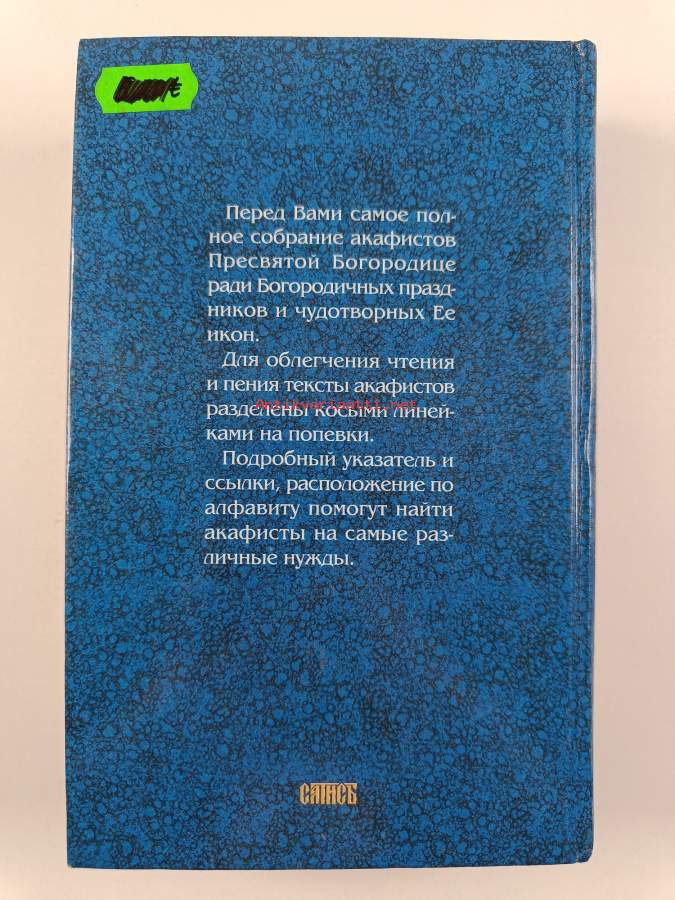 Перед Вами самое пол-
ное собрание акафистов
Пресвятой Богородице
ради Богородичных празд-
ников и чудотворных Ее
икон.
Для облегчения чтения
и пения тексты акафистов
Antikvariaatti.net
разделены косыми линей-
ками на попевки.
Подробный указатель и
ссылки, расположение по
алфавиту помогут найти
акафисты на самые раз-
личные нужды.
САТИСЪ